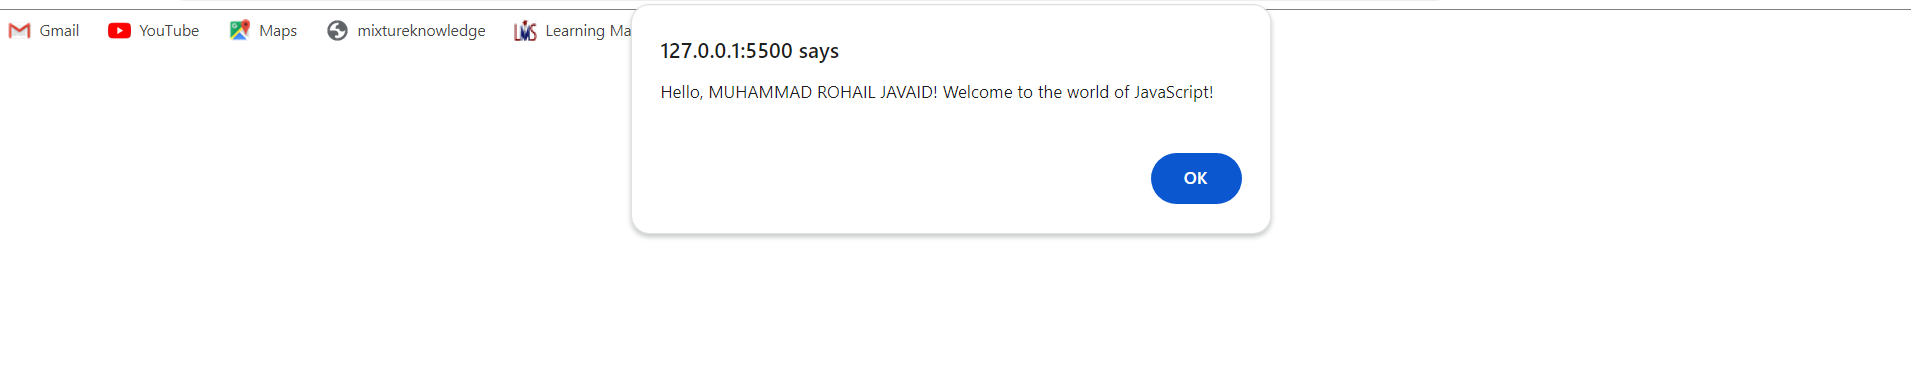 Gmail YouTube Maps mixtureknowledge LMS Learning Ma
127.0.0.1:5500 says
Hello, MUHAMMAD ROHAIL JAVAID! Welcome to the world of JavaScript!
OK